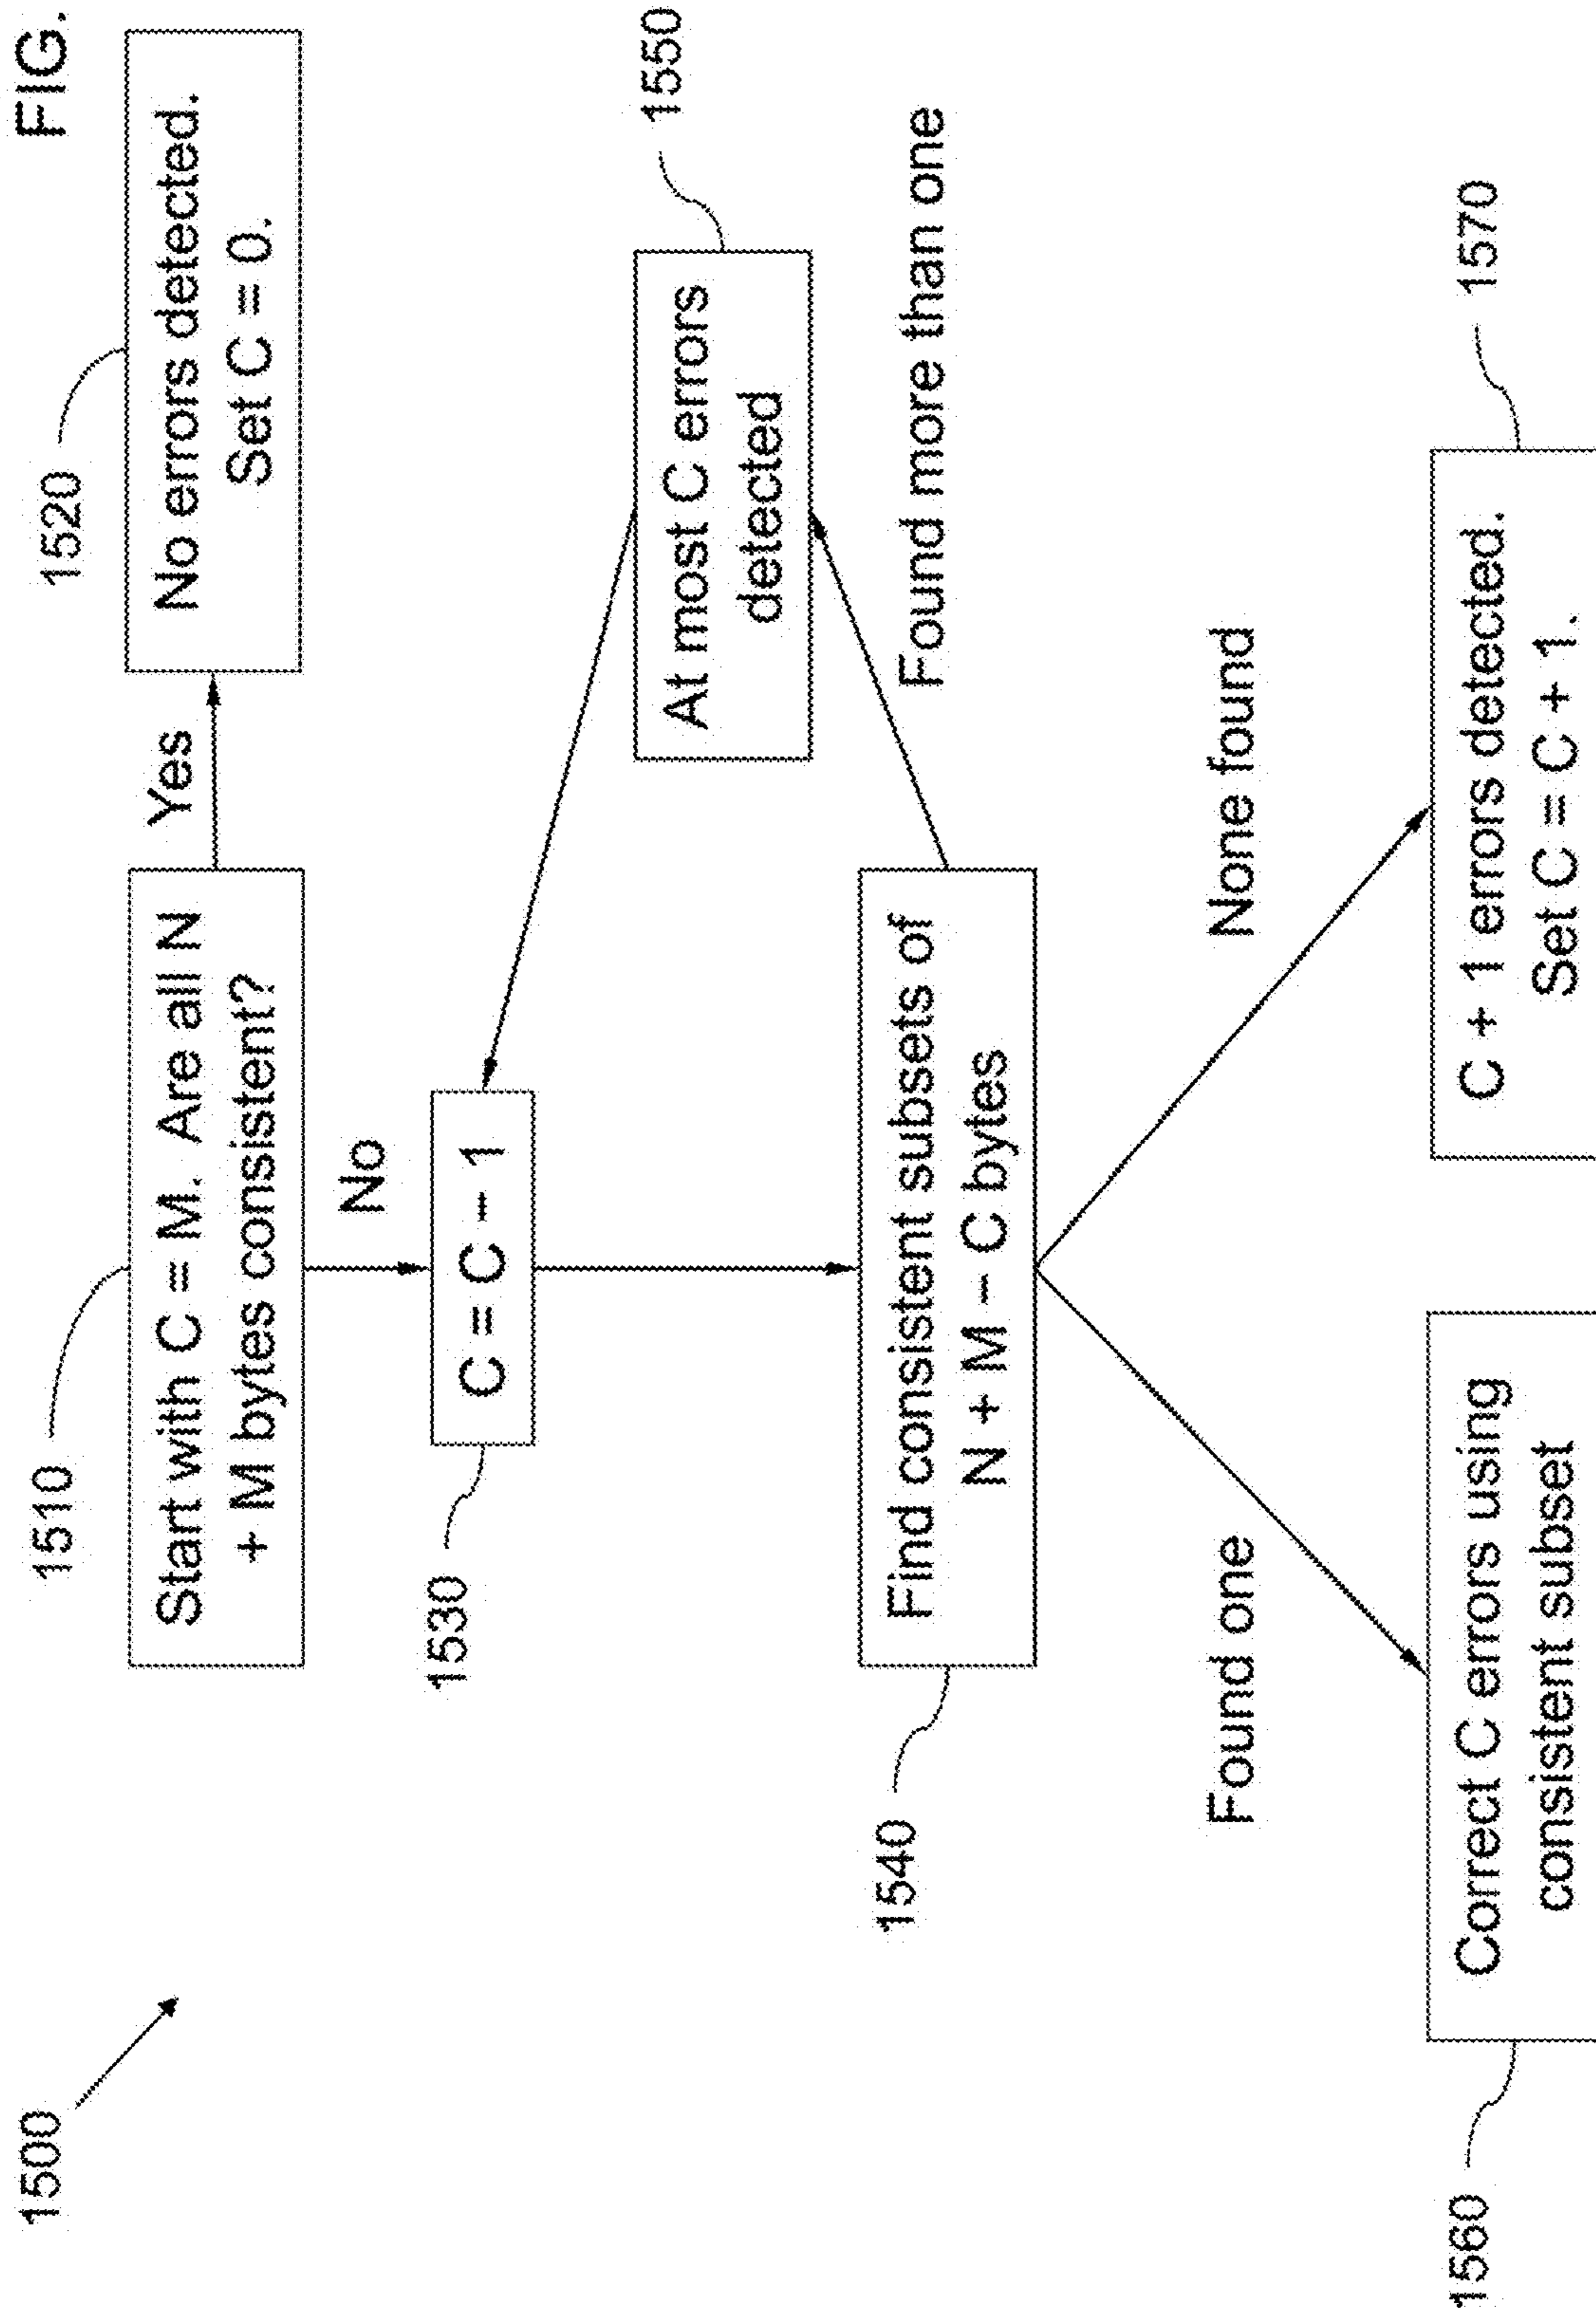 FIG.
1500
1510
Start with C = M. Are all N
+ M bytes consistent?
Yes
1520
No errors detected.
Set C = 0.
No
1530
C = C – 1
1550
At most C errors
detected
1540
Find consistent subsets of
N + M – C bytes
Found more than one
Found one
None found
1560
Correct C errors using
consistent subset
1570
C + 1 errors detected.
Set C = C + 1.